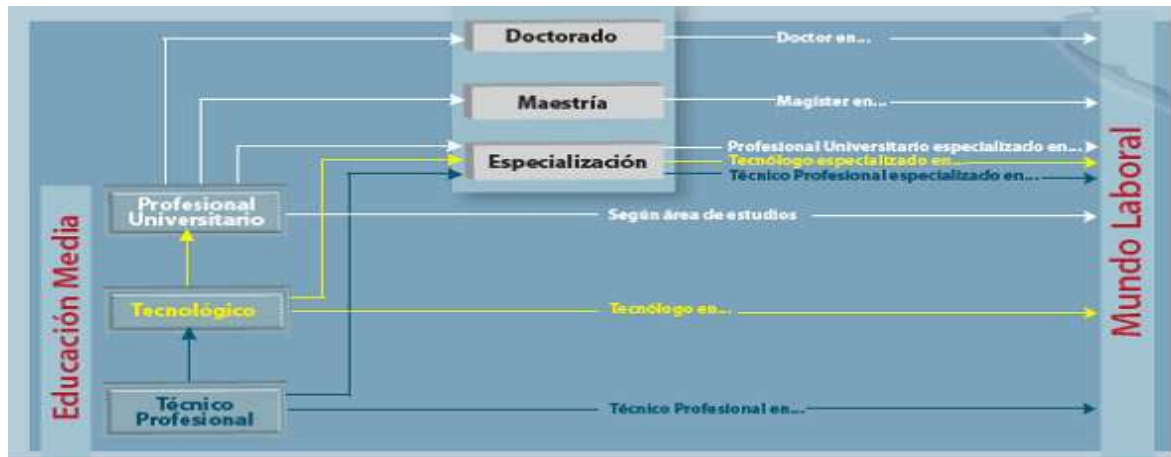 Doctorado
Doctor en...
Maestría
Magíster en...
Especialización
Profesional Universitario especializado en...
Tecnólogo especializado en...
Técnico Profesional especializado en...
Profesional
Universitario
Según área de estudios
Tecnológico
Tecnólogo en...
Técnico
Profesional
Técnico Profesional en...
Educación Media
Mundo Laboral